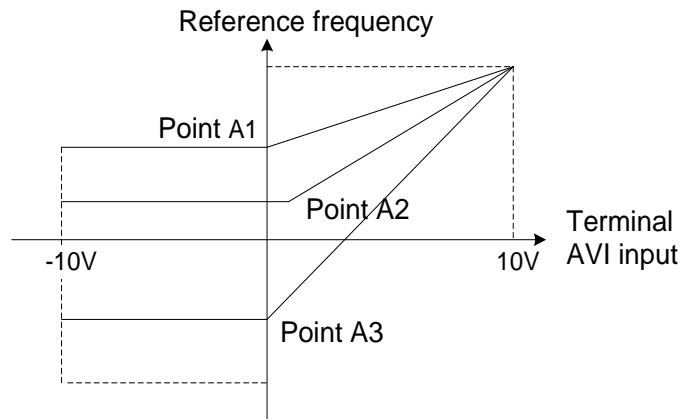 Reference frequency
Point A1
Point A2
Terminal
AVI input
-10V
10V
Point A3